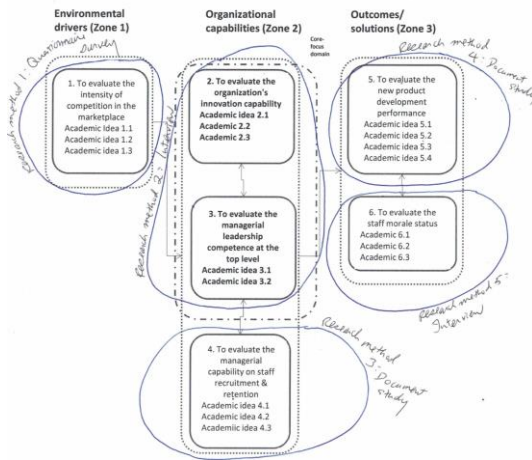 Environmental
drivers (Zone 1)
Organizational
capabilities (Zone 2)
Core-
focus
domain
Outcomes/
solutions (Zone 3)
Research method 1: Questionnaire
survey
1. To evaluate the
intensity of
competition in the
marketplace
Academic Idea 1.1
Academic Idea 1.2
Academic Idea 1.3
Research method 2: Interview
2. To evaluate the
organization's
innovation capability
Academic idea 2.1
Academic 2.2
Academic 2.3
3. To evaluate the
managerial
leadership
competence at the
top level
Academic idea 3.1
Academic idea 3.2
Research method
3: Document
study
4. To evaluate the
managerial
capability on staff
recruitment &
retention
Academic idea 4.1
Academic idea 4.2
Academiic idea 4.3
Research method
4: Document
study
5. To evaluate the
new product
development
performance
Academic idea 5.1
Academic idea 5.2
Academic idea 5.3
Academic idea 5.4
6. To evaluate the
staff morale status
Academic 6.1
Academic 6.2
Academic 6.3
Research method 5:
Interview